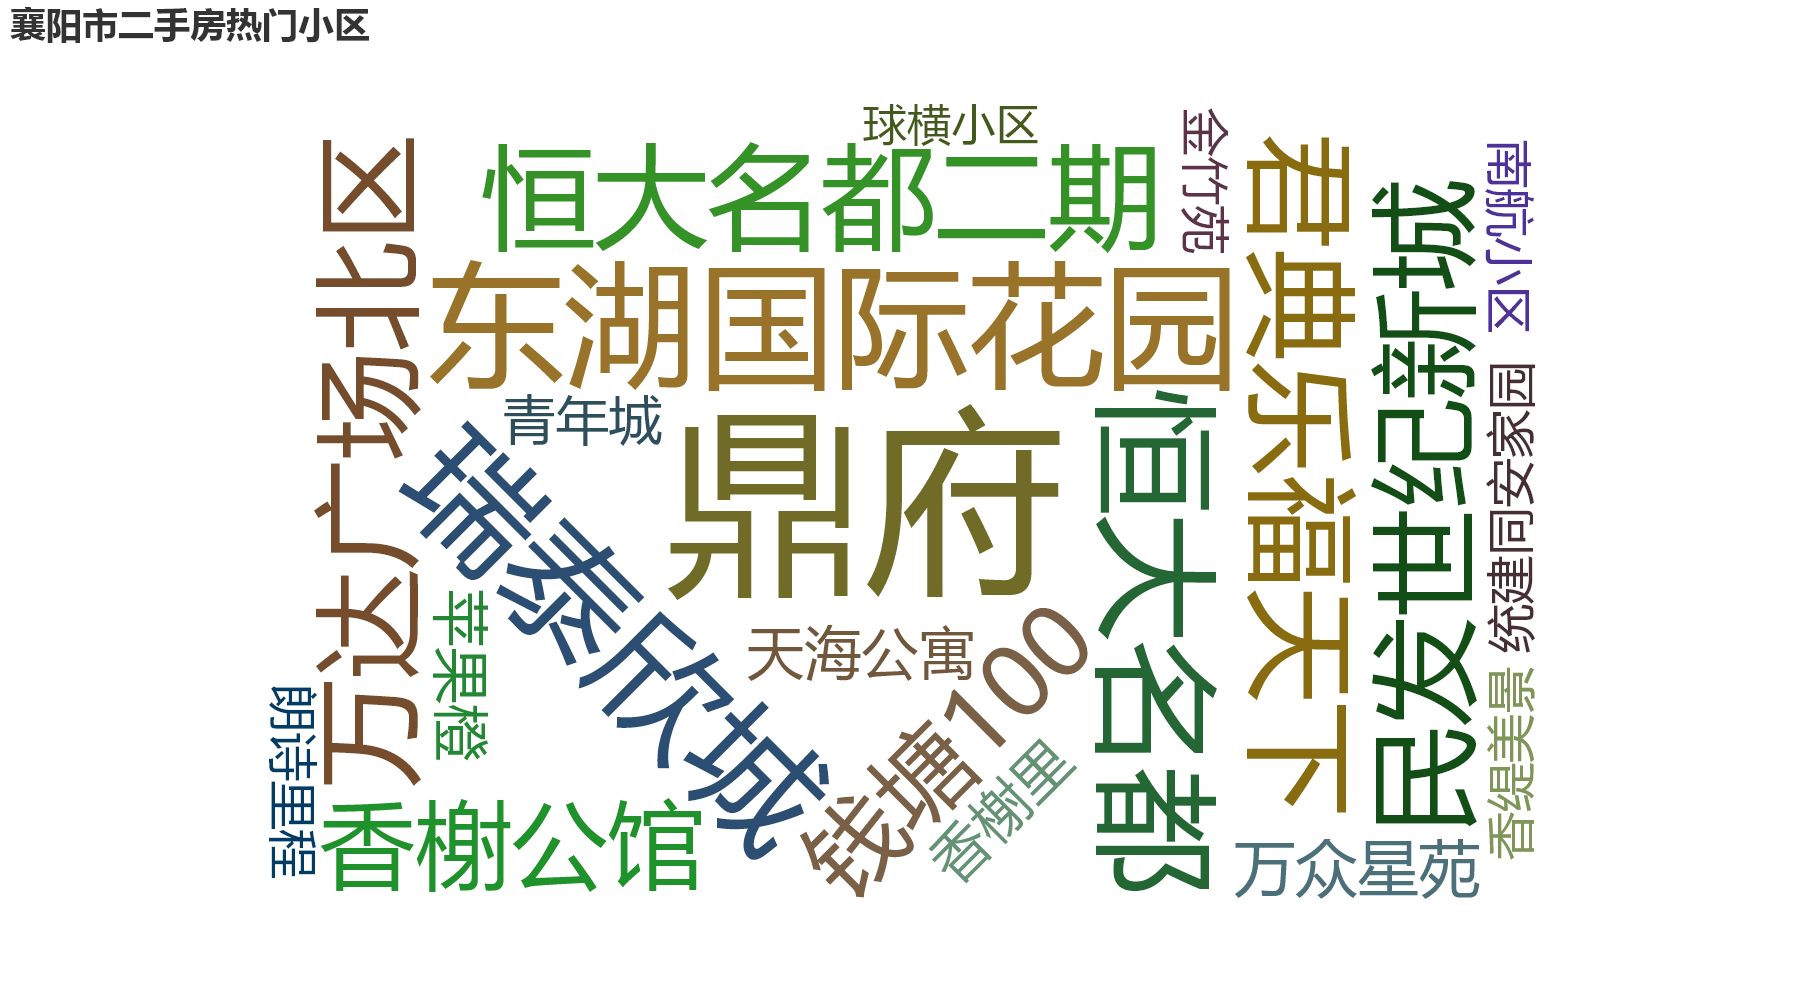 襄阳市二手房热门小区
球横小区
恒大名都二期
金竹苑
君典乐福天下
民发世纪新城
南航小区
万达广场北区
东湖国际花园
青年城
鼎府
恒大名都
统建同安家园
瑞泰欣城
苹果橙
天海公寓
钱塘100
香榭里
朗诗里程
香榭公馆
万众星苑
香缇美景